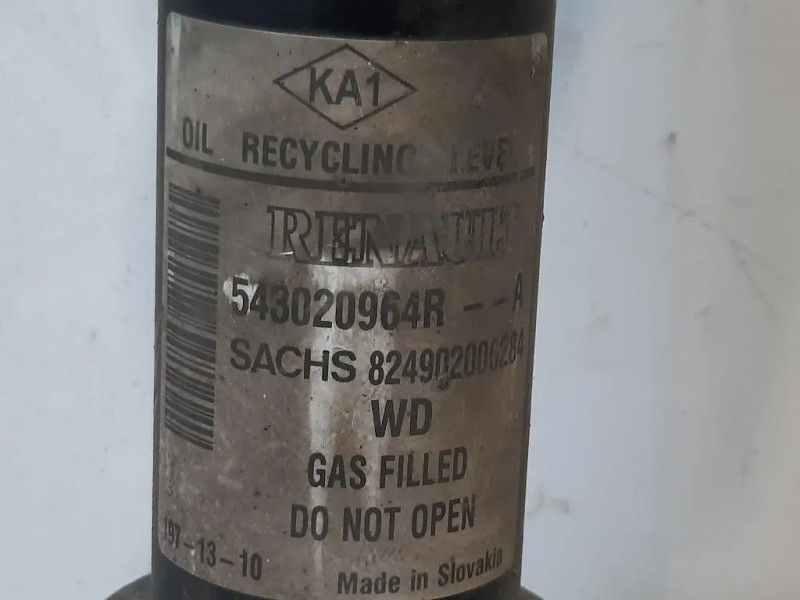 KA1
OIL RECYCLING LEVEL
RENAULT
543020964R --A
SACHS 824902006284
WD
GAS FILLED
DO NOT OPEN
197-13-10
Made in Slovakia